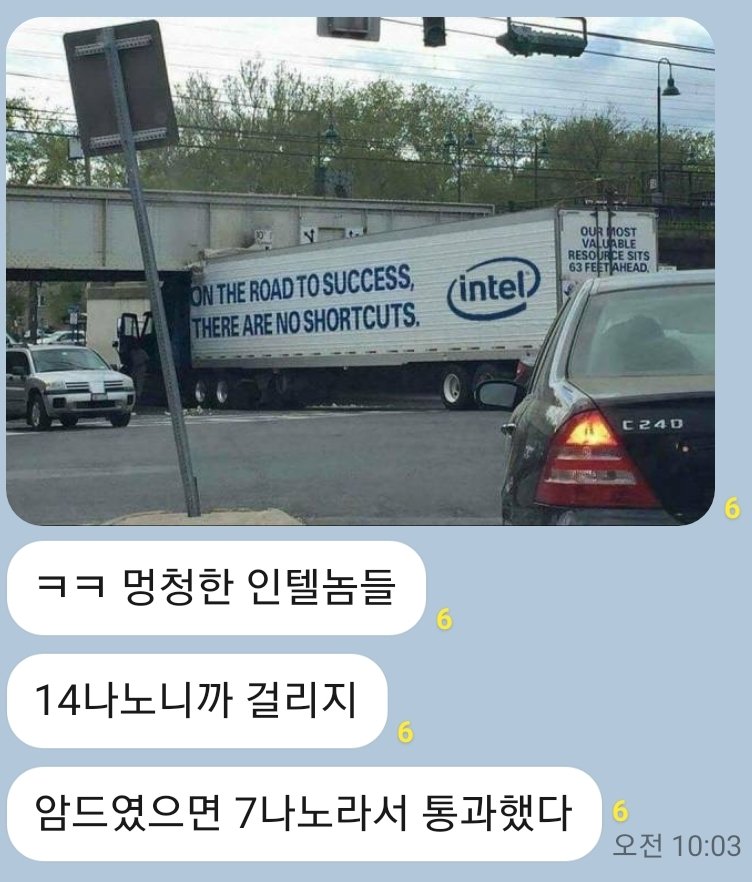 OUR MOST
VALUABLE
RESOURCE SITS
63 FEET AHEAD.
ON THE ROAD TO SUCCESS,
THERE ARE NO SHORTCUTS.
intel
C240
6
ㅋㅋ 멍청한 인텔놈들
6
14나노니까 걸리지
6
암드였으면 7나노라서 통과했다
6
오전 10:03